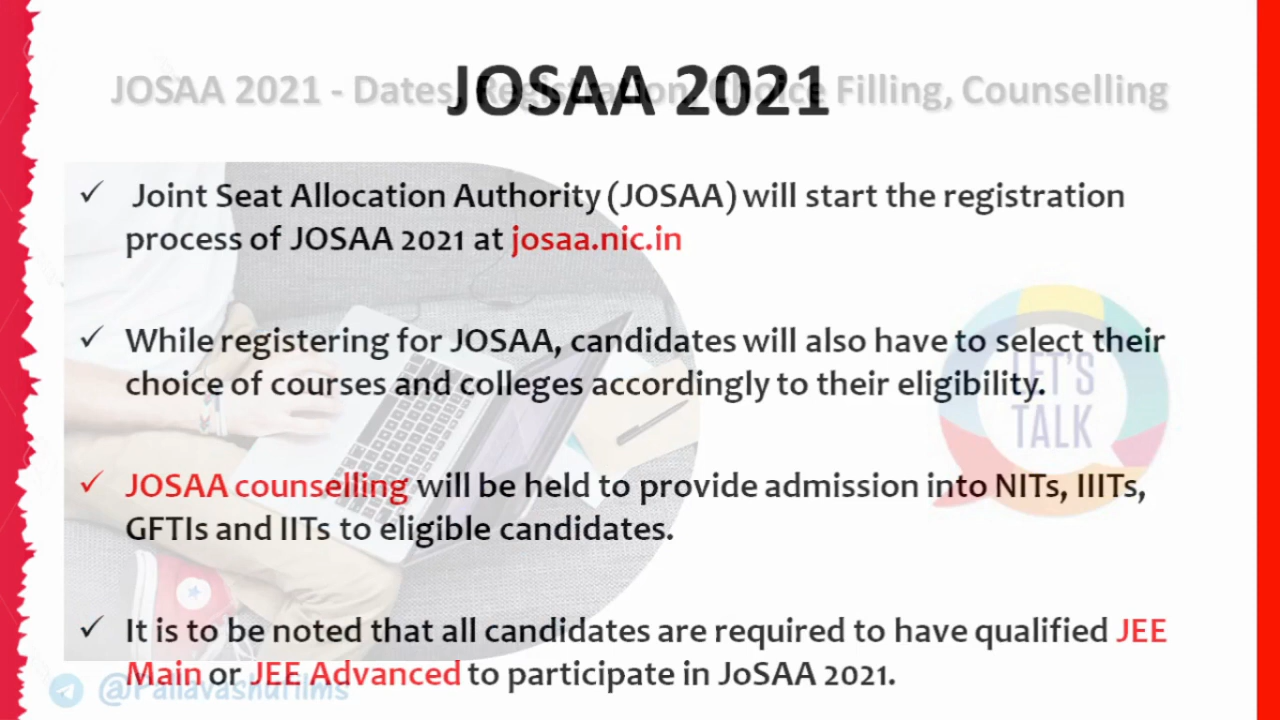 JOSAA 2021 - Dates, Registration, Choice Filling, Counselling
JOSAA 2021
✓ Joint Seat Allocation Authority (JOSAA) will start the registration
process of JOSAA 2021 at josaa.nic.in
✓ While registering for JOSAA, candidates will also have to select their
choice of courses and colleges accordingly to their eligibility.
LET'S
TALK
✓ JOSAA counselling will be held to provide admission into NITs, IIITs,
GFTIs and IITs to eligible candidates.
✓ It is to be noted that all candidates are required to have qualified JEE
Main or JEE Advanced to participate in JoSAA 2021.
@Pallavashufilms